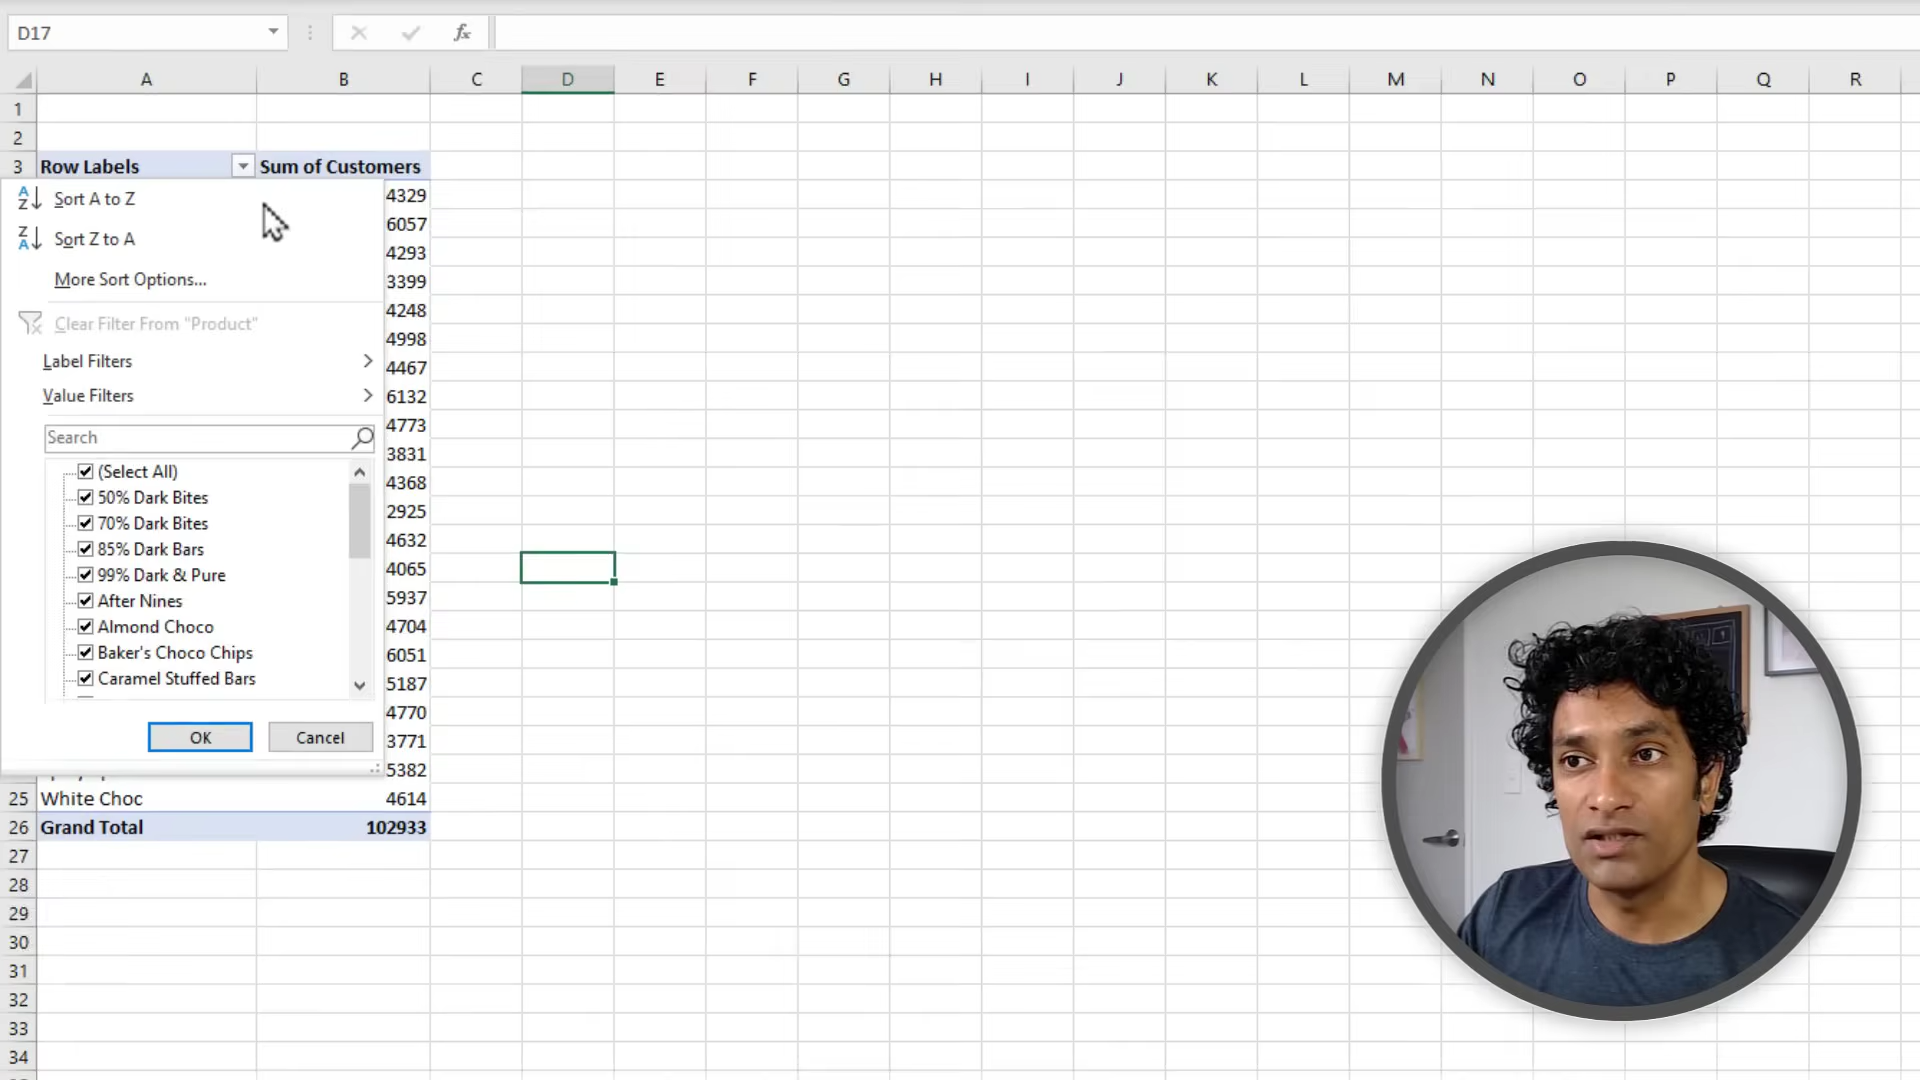 D17
fx
A B C D E F G H I J K L M N O P Q R
1
2
3 Row Labels Sum of Customers
Sort A to Z 4329
6057
Sort Z to A
4293
More Sort Options... 3399
4248
Clear Filter From "Product"
4998
Label Filters 4467
Value Filters 6132
4773
Search
3831
(Select All) 4368
50% Dark Bites 2925
70% Dark Bites
85% Dark Bars 4632
99% Dark & Pure 4065
After Nines 5937
Almond Choco 4704
Baker's Choco Chips 6051
Caramel Stuffed Bars 5187
4770
OK Cancel 3771
5382
25 White Choc 4614
26 Grand Total 102933
27
28
29
30
31
32
33
34